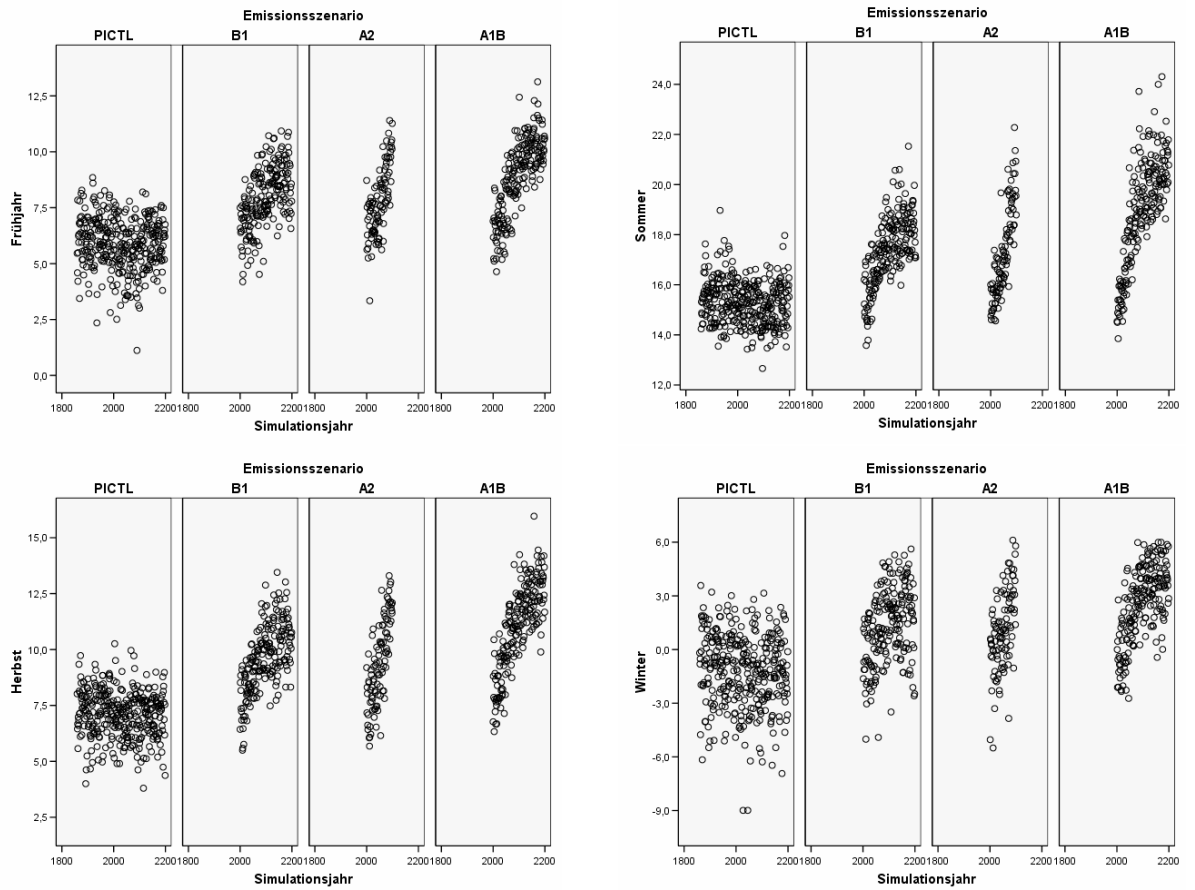 Emissionsszenario
PICTL B1 A2 A1B
12,5
10,0
7,5
5,0
2,5
0,0
Frühjahr
1800 2000 2200 1800 2000 2200 1800 2000 2200 1800 2000 2200
Simulationsjahr
Emissionsszenario
PICTL B1 A2 A1B
24,0
22,0
20,0
18,0
16,0
14,0
12,0
Sommer
1800 2000 2200 1800 2000 2200 1800 2000 2200 1800 2000 2200
Simulationsjahr
Emissionsszenario
PICTL B1 A2 A1B
15,0
12,5
10,0
7,5
5,0
2,5
Herbst
1800 2000 2200 1800 2000 2200 1800 2000 2200 1800 2000 2200
Simulationsjahr
Emissionsszenario
PICTL B1 A2 A1B
6,0
3,0
0,0
-3,0
-6,0
-9,0
Winter
1800 2000 2200 1800 2000 2200 1800 2000 2200 1800 2000 2200
Simulationsjahr